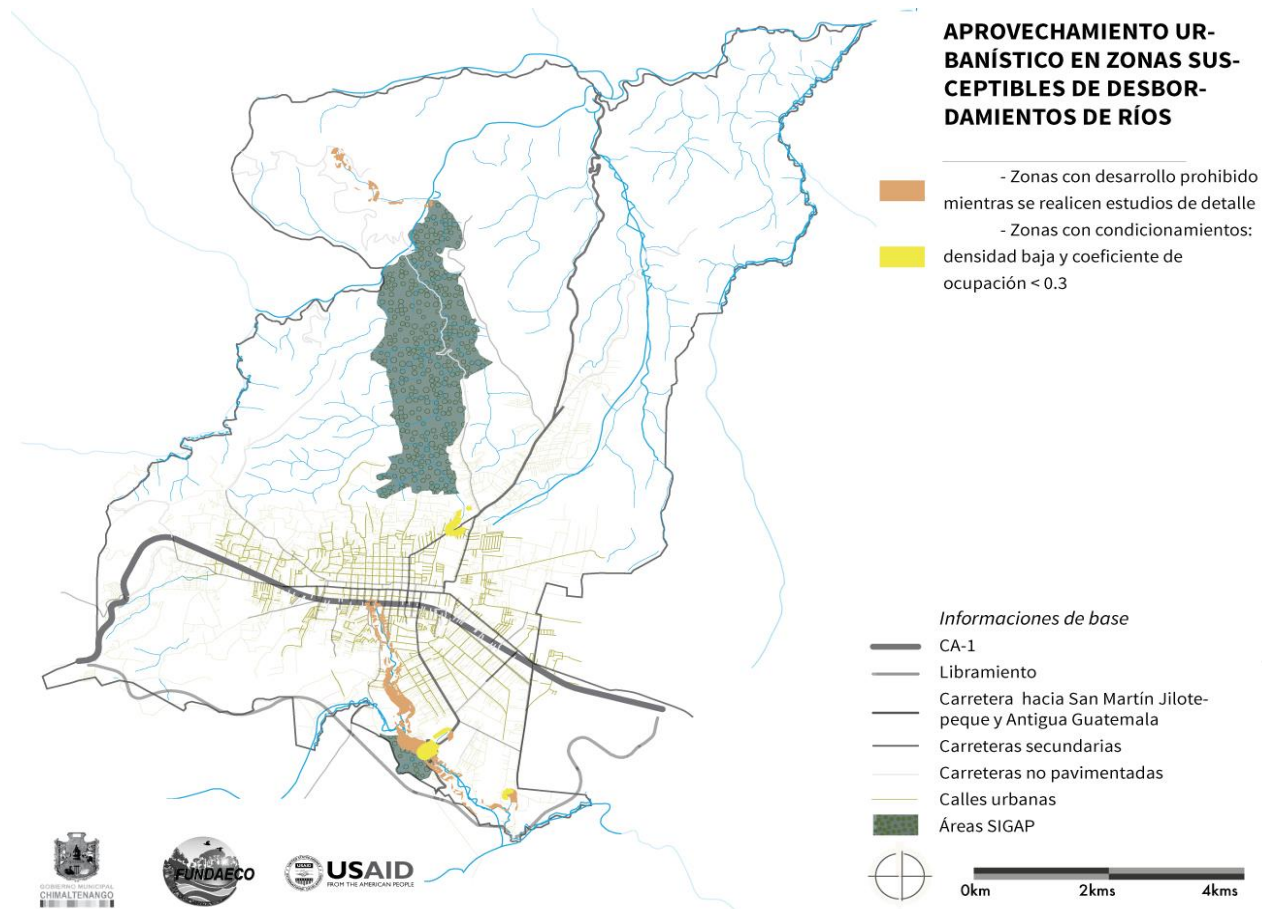 APROVECHAMIENTO UR-
BANÍSTICO EN ZONAS SUS-
CEPTIBLES DE DESBOR-
DAMIENTOS DE RÍOS
- Zonas con desarrollo prohibido
mientras se realicen estudios de detalle
- Zonas con condicionamientos:
densidad baja y coeficiente de
ocupación < 0.3
Informaciones de base
CA-1
Libramiento
Carretera hacia San Martín Jilote-
peque y Antigua Guatemala
Carreteras secundarias
Carreteras no pavimentadas
Calles urbanas
Áreas SIGAP
0km 2kms 4kms
GOBIERNO MUNICIPAL
CHIMALTENANGO
FUNDAECO
USAID
USAID
FROM THE AMERICAN PEOPLE